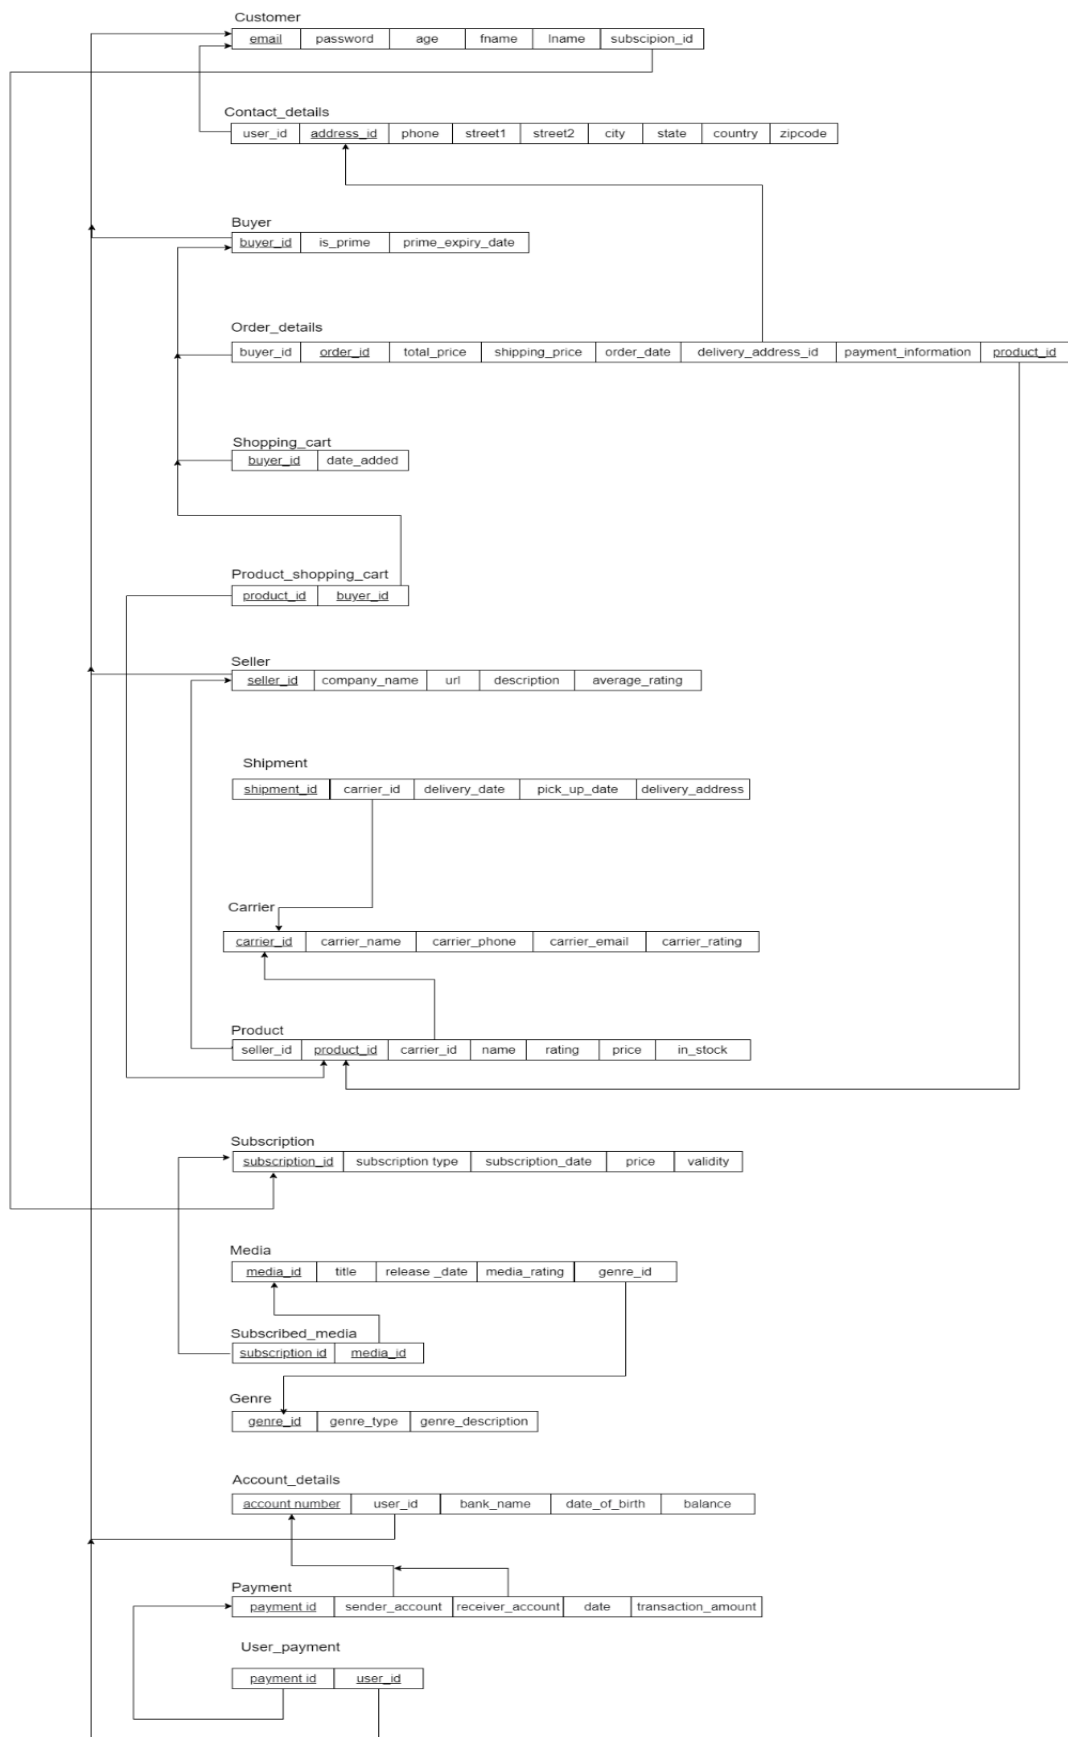 Customer
email password age fname lname subscipion_id
Contact_details
user_id address_id phone street1 street2 city state country zipcode
Buyer
buyer_id is_prime prime_expiry_date
Order_details
buyer_id order_id total_price shipping_price order_date delivery_address_id payment_information product_id
Shopping_cart
buyer_id date_added
Product_shopping_cart
product_id buyer_id
Seller
seller_id company_name url description average_rating
Shipment
shipment_id carrier_id delivery_date pick_up_date delivery_address
Carrier
carrier_id carrier_name carrier_phone carrier_email carrier_rating
Product
seller_id product_id carrier_id name rating price in_stock
Subscription
subscription_id subscription type subscription_date price validity
Media
media_id title release _date media_rating genre_id
Subscribed_media
subscription id media_id
Genre
genre_id genre_type genre_description
Account_details
account number user_id bank_name date_of_birth balance
Payment
payment id sender_account receiver_account date transaction_amount
User_payment
payment id user_id